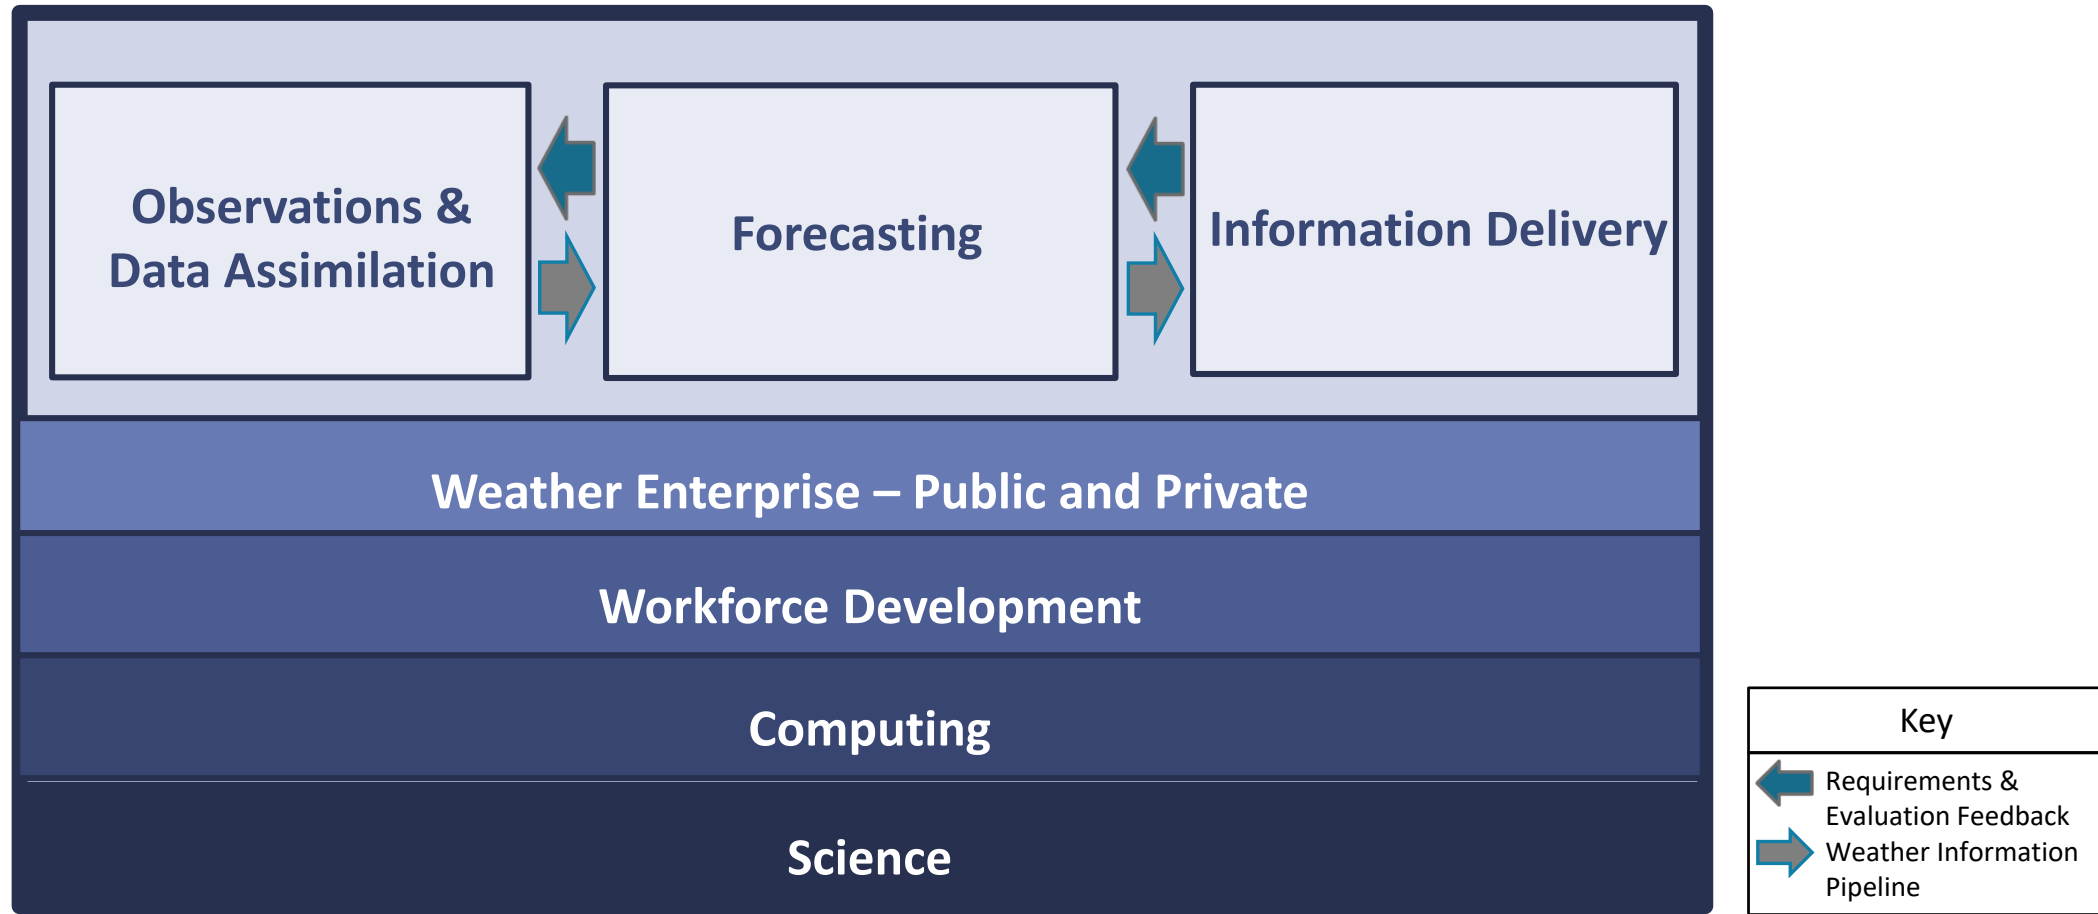 Observations &
Data Assimilation
Forecasting
Information Delivery
Weather Enterprise – Public and Private
Workforce Development
Computing
Science
Key
Requirements &
Evaluation Feedback
Weather Information
Pipeline